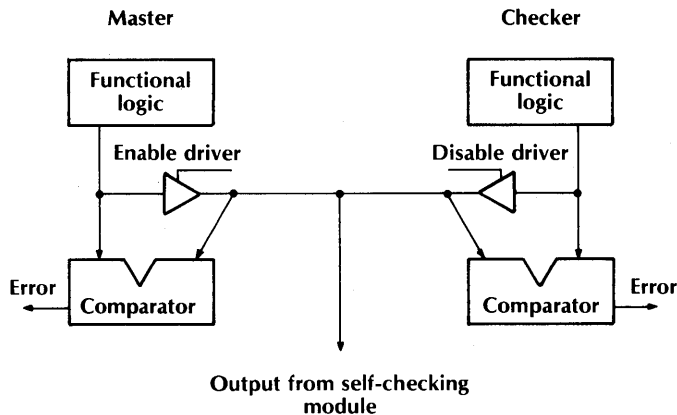 Master
Checker
Functional
logic
Functional
logic
Enable driver
Disable driver
Error
Comparator
Comparator
Error
Output from self-checking
module